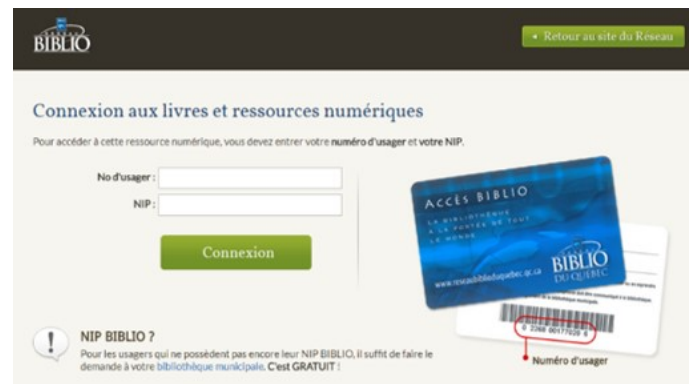 BIBLIO
• Retour au site du Réseau
Connexion aux livres et ressources numériques
Pour accéder à cette ressource numérique, vous devez entrer votre numéro d'usager et votre NIP.
No d'usager :
NIP :
Connexion
ACCÈS BIBLIO
LA BIBLIOTHÈQUE
À LA PORTÉE DE TOUT
LE MONDE
www.reseaubiblioduquebec.qc.ca
BIBLIO
DU QUÉBEC
Numéro d'usager
NIP BIBLIO ?
Pour les usagers qui ne possèdent pas encore leur NIP BIBLIO, il suffit de faire le
demande à votre bibliothèque municipale. C'est GRATUIT !